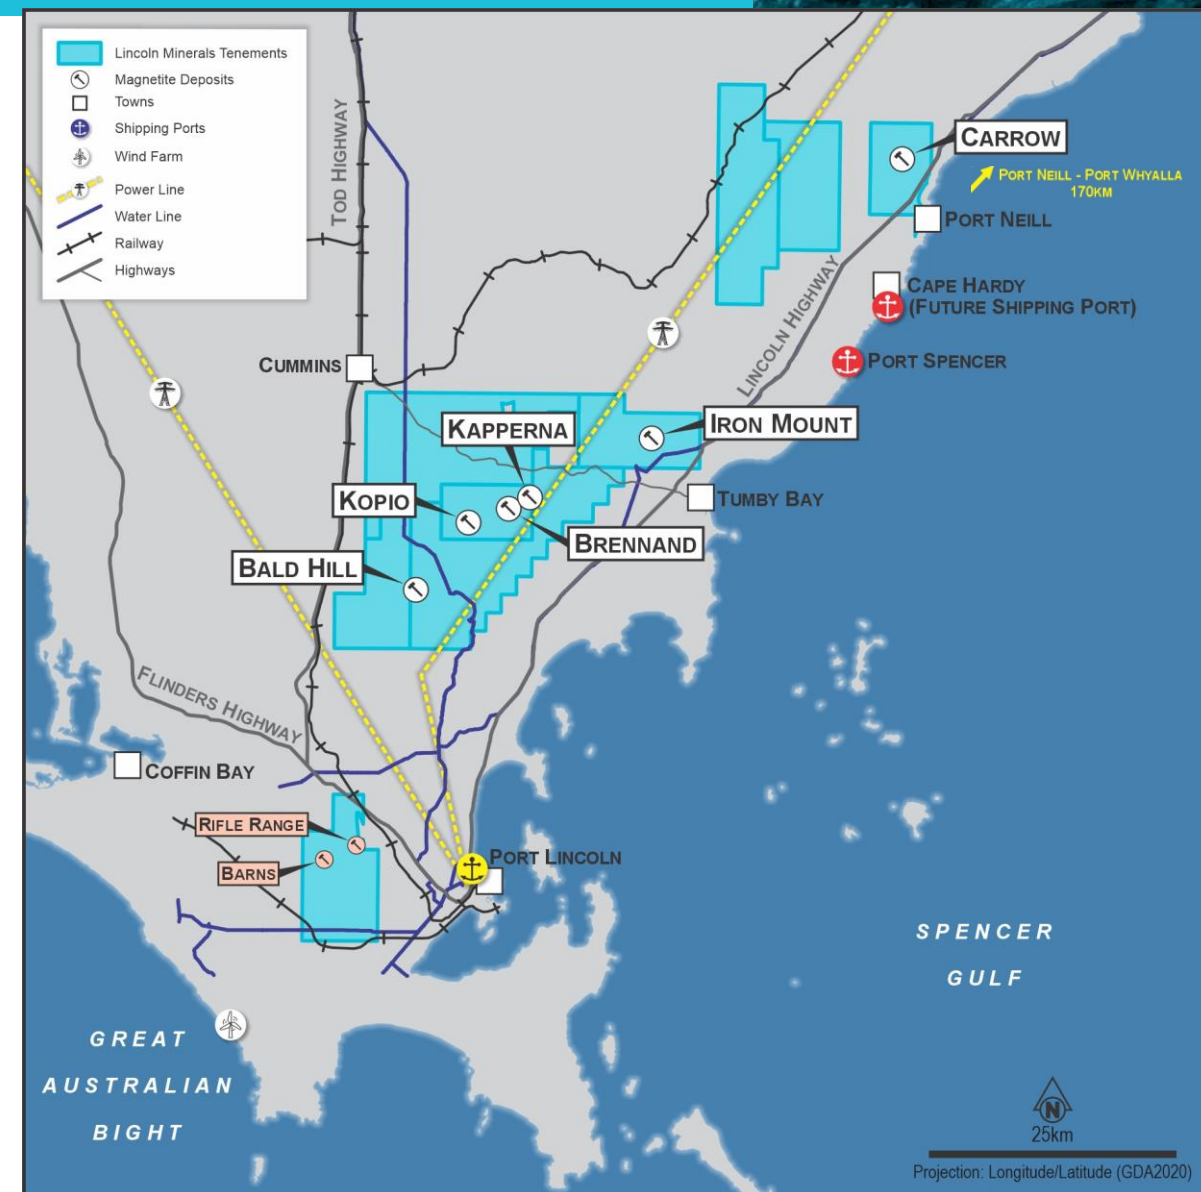 Lincoln Minerals Tenements
Magnetite Deposits
Towns
Shipping Ports
Wind Farm
Power Line
Water Line
Railway
Highways
TOD HIGHWAY
CARROW
PORT NEILL - PORT WHYALLA
170KM
PORT NEILL
CAPE HARDY
(FUTURE SHIPPING PORT)
LINCOLN HIGHWAY
PORT SPENCER
CUMMINS
KAPPERNA
IRON MOUNT
KOPIO
TUMBY BAY
BRENNAND
BALD HILL
FLINDERS HIGHWAY
COFFIN BAY
RIFLE RANGE
BARNS
PORT LINCOLN
SPENCER
GULF
GREAT
AUSTRALIAN
BIGHT
N
25km
Projection: Longitude/Latitude (GDA2020)